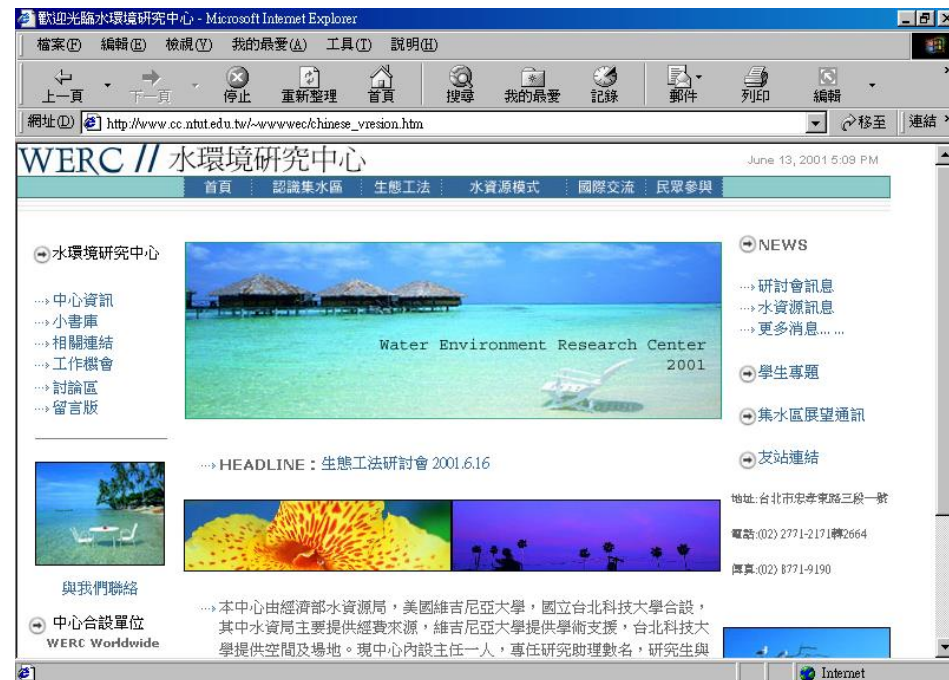 歡迎光臨水環境研究中心 - Microsoft Internet Explorer
檔案(F) 編輯(E) 檢視(V) 我的最愛(A) 工具(T) 說明(H)
上一頁 下一頁 停止 重新整理 首頁 搜尋 我的最愛 記錄 郵件 列印 編輯
網址(D) http://www.cc.ntut.edu.tw/~wwwwec/chinese_vresion.htm 移至 連結
WERC // 水環境研究中心
June 13, 2001 5:09 PM
首頁 認識集水區 生態工法 水資源模式 國際交流 民眾參與
水環境研究中心
中心資訊
小書庫
相關連結
工作機會
討論區
留言版
與我們聯絡
中心合設單位
WERC Worldwide
Water Environment Research Center
2001
HEADLINE：生態工法研討會 2001.6.16
本中心由經濟部水資源局，美國維吉尼亞大學，國立台北科技大學合設，
其中水資局主要提供經費來源，維吉尼亞大學提供學術支援，台北科技大
學提供空間及場地。現中心內設主任一人，專任研究助理數名，研究生與
NEWS
研討會訊息
水資源訊息
更多消息... ...
學生專題
集水區展望通訊
友站連結
地址:台北市忠孝東路三段一號
電話:(02) 2771-2171轉2664
傳真:(02) 8771-9190
Internet